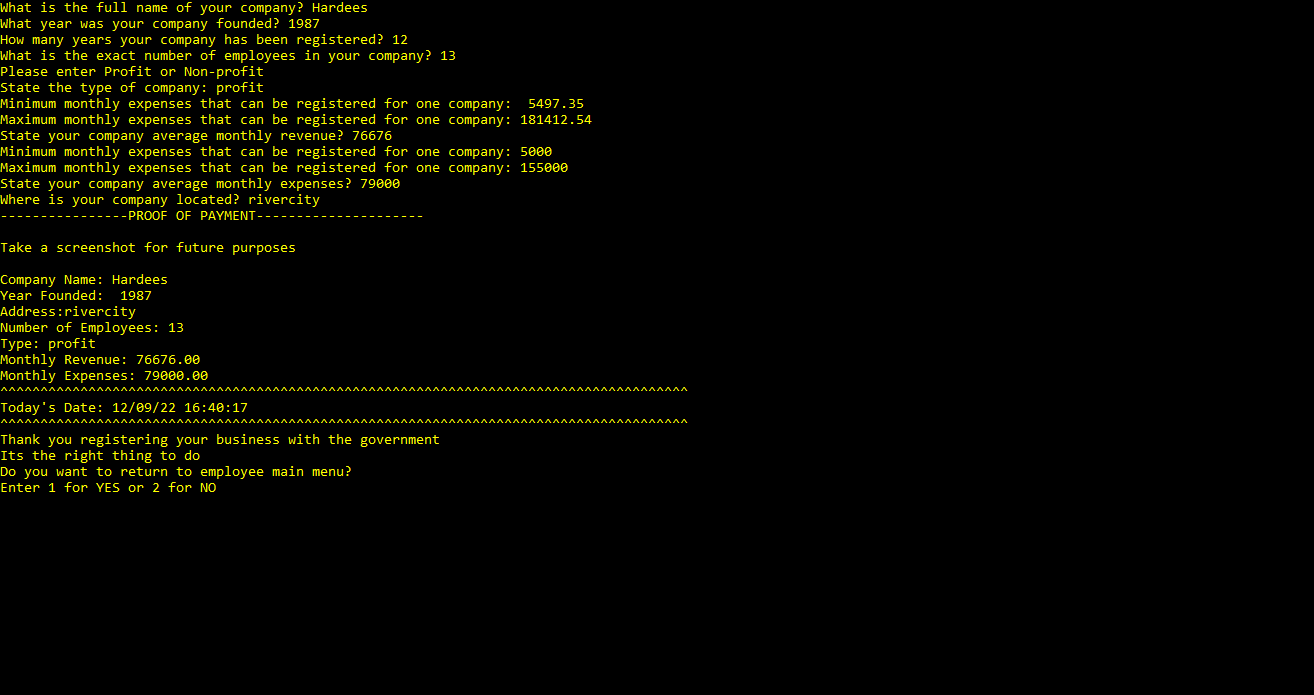 What is the full name of your company? Hardees
What year was your company founded? 1987
How many years your company has been registered? 12
What is the exact number of employees in your company? 13
Please enter Profit or Non-profit
State the type of company: profit
Minimum monthly expenses that can be registered for one company:  5497.35
Maximum monthly expenses that can be registered for one company: 181412.54
State your company average monthly revenue? 76676
Minimum monthly expenses that can be registered for one company: 5000
Maximum monthly expenses that can be registered for one company: 155000
State your company average monthly expenses? 79000
Where is your company located? rivercity
----------------PROOF OF PAYMENT---------------------
Take a screenshot for future purposes
Company Name: Hardees
Year Founded:  1987
Address:rivercity
Number of Employees: 13
Type: profit
Monthly Revenue: 76676.00
Monthly Expenses: 79000.00
^^^^^^^^^^^^^^^^^^^^^^^^^^^^^^^^^^^^^^^^^^^^^^^^^^^^^^^^^^^^^^^^^^^^^^^^^^^^^^^^^^^^^^
Today's Date: 12/09/22 16:40:17
^^^^^^^^^^^^^^^^^^^^^^^^^^^^^^^^^^^^^^^^^^^^^^^^^^^^^^^^^^^^^^^^^^^^^^^^^^^^^^^^^^^^^^
Thank you registering your business with the government
Its the right thing to do
Do you want to return to employee main menu?
Enter 1 for YES or 2 for NO